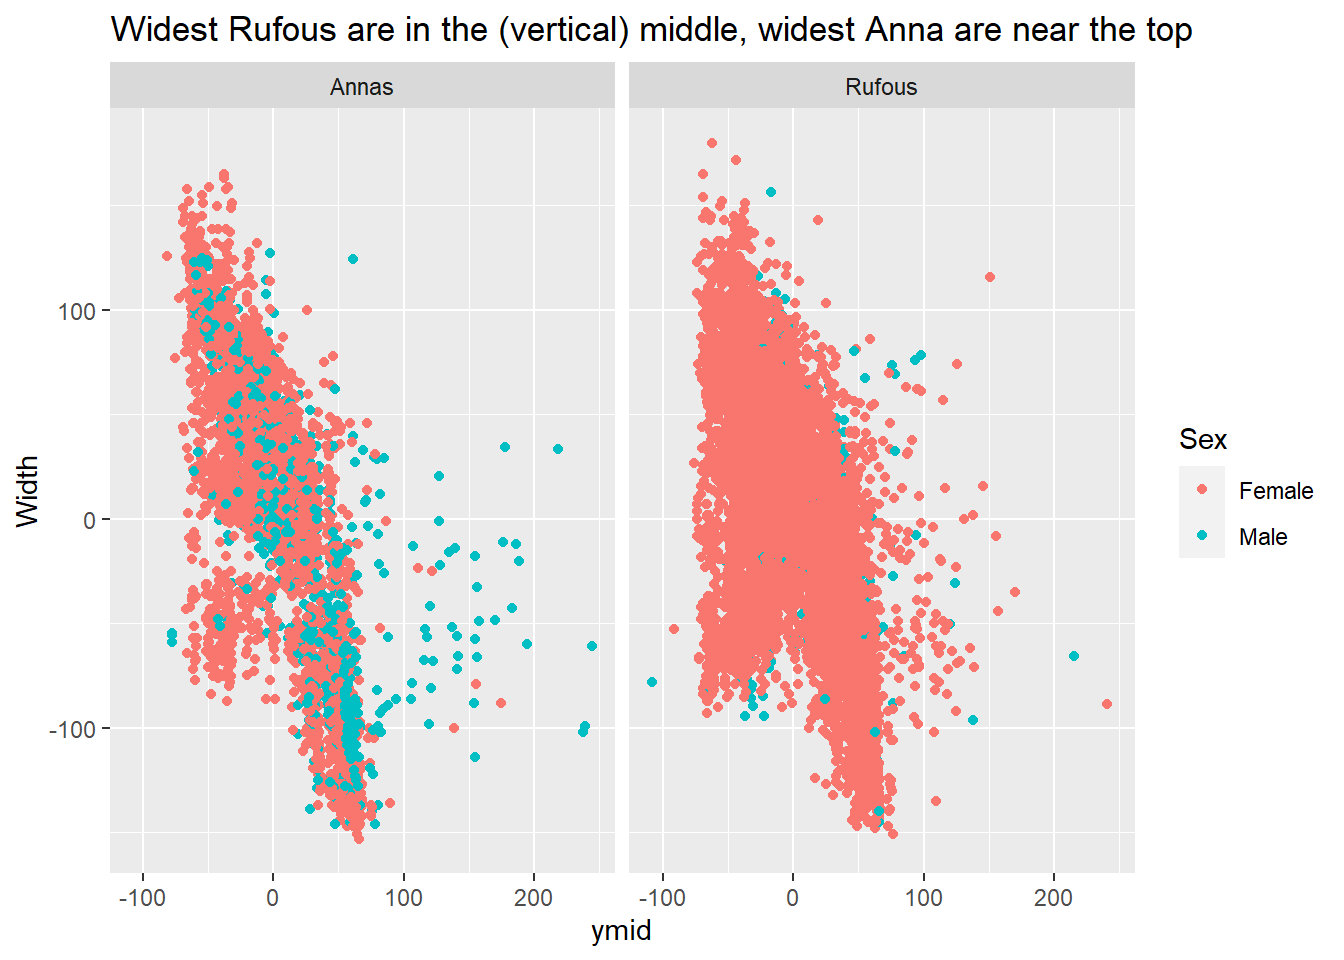 Widest Rufous are in the (vertical) middle, widest Anna are near the top
Annas
Rufous
Width
100
0
-100
-100
0
100
200
-100
0
100
200
ymid
Sex
Female
Male